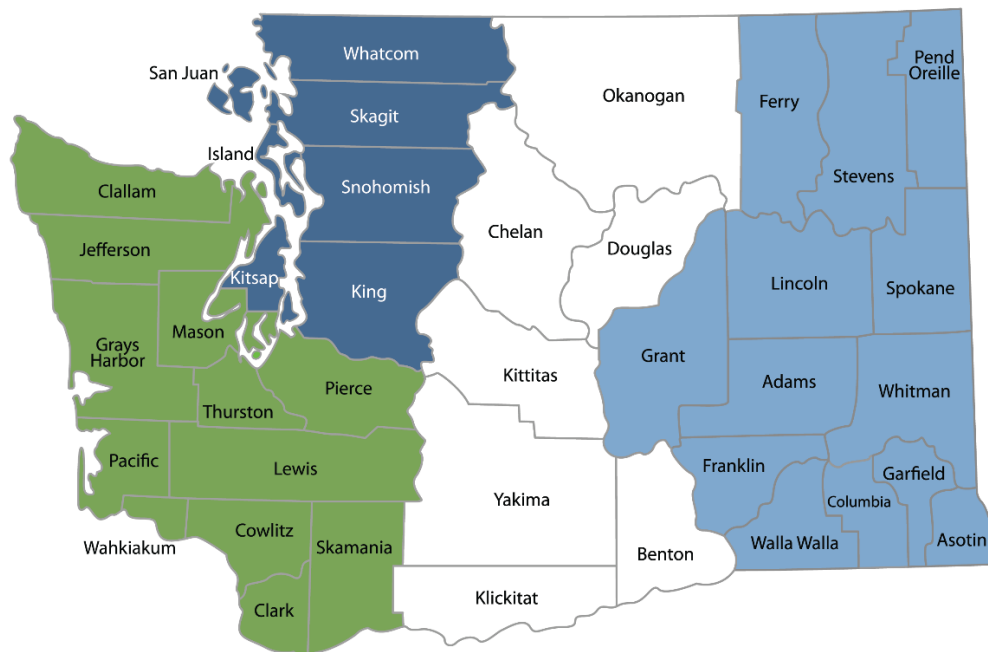 Whatcom
San Juan
Pend
Oreille
Okanogan
Ferry
Skagit
Island
Snohomish
Stevens
Clallam
Chelan
Douglas
Jefferson
Kitsap
King
Lincoln
Spokane
Mason
Grays
Harbor
Grant
Kittitas
Adams
Pierce
Whitman
Thurston
Pacific
Lewis
Franklin
Garfield
Yakima
Columbia
Cowlitz
Wahkiakum
Skamania
Benton
Walla Walla
Asotin
Klickitat
Clark